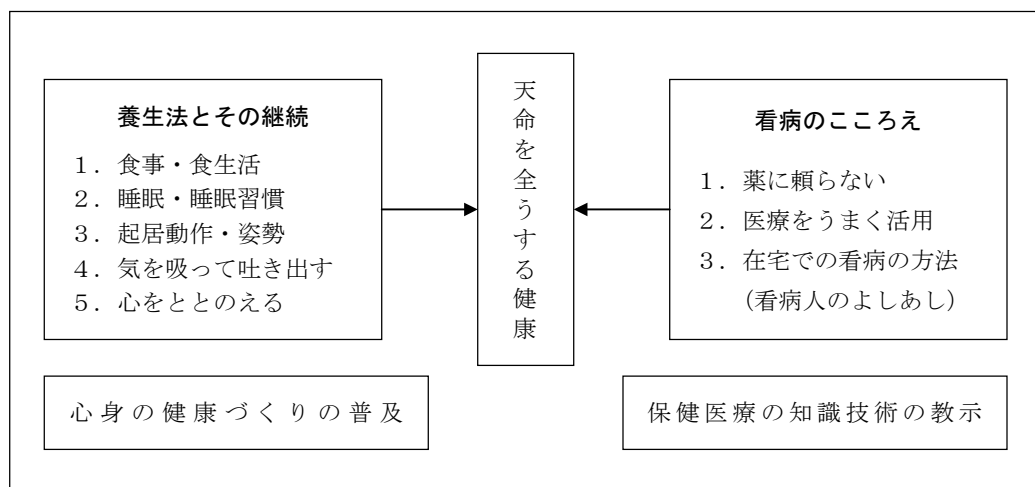 養生法とその継続
１．食事・食生活
２．睡眠・睡眠習慣
３．起居動作・姿勢
４．気を吸って吐き出す
５．心をととのえる
心身の健康づくりの普及
天命を全うする健康
看病のこころえ
１．薬に頼らない
２．医療をうまく活用
３．在宅での看病の方法
（看病人のよしあし）
保健医療の知識技術の教示